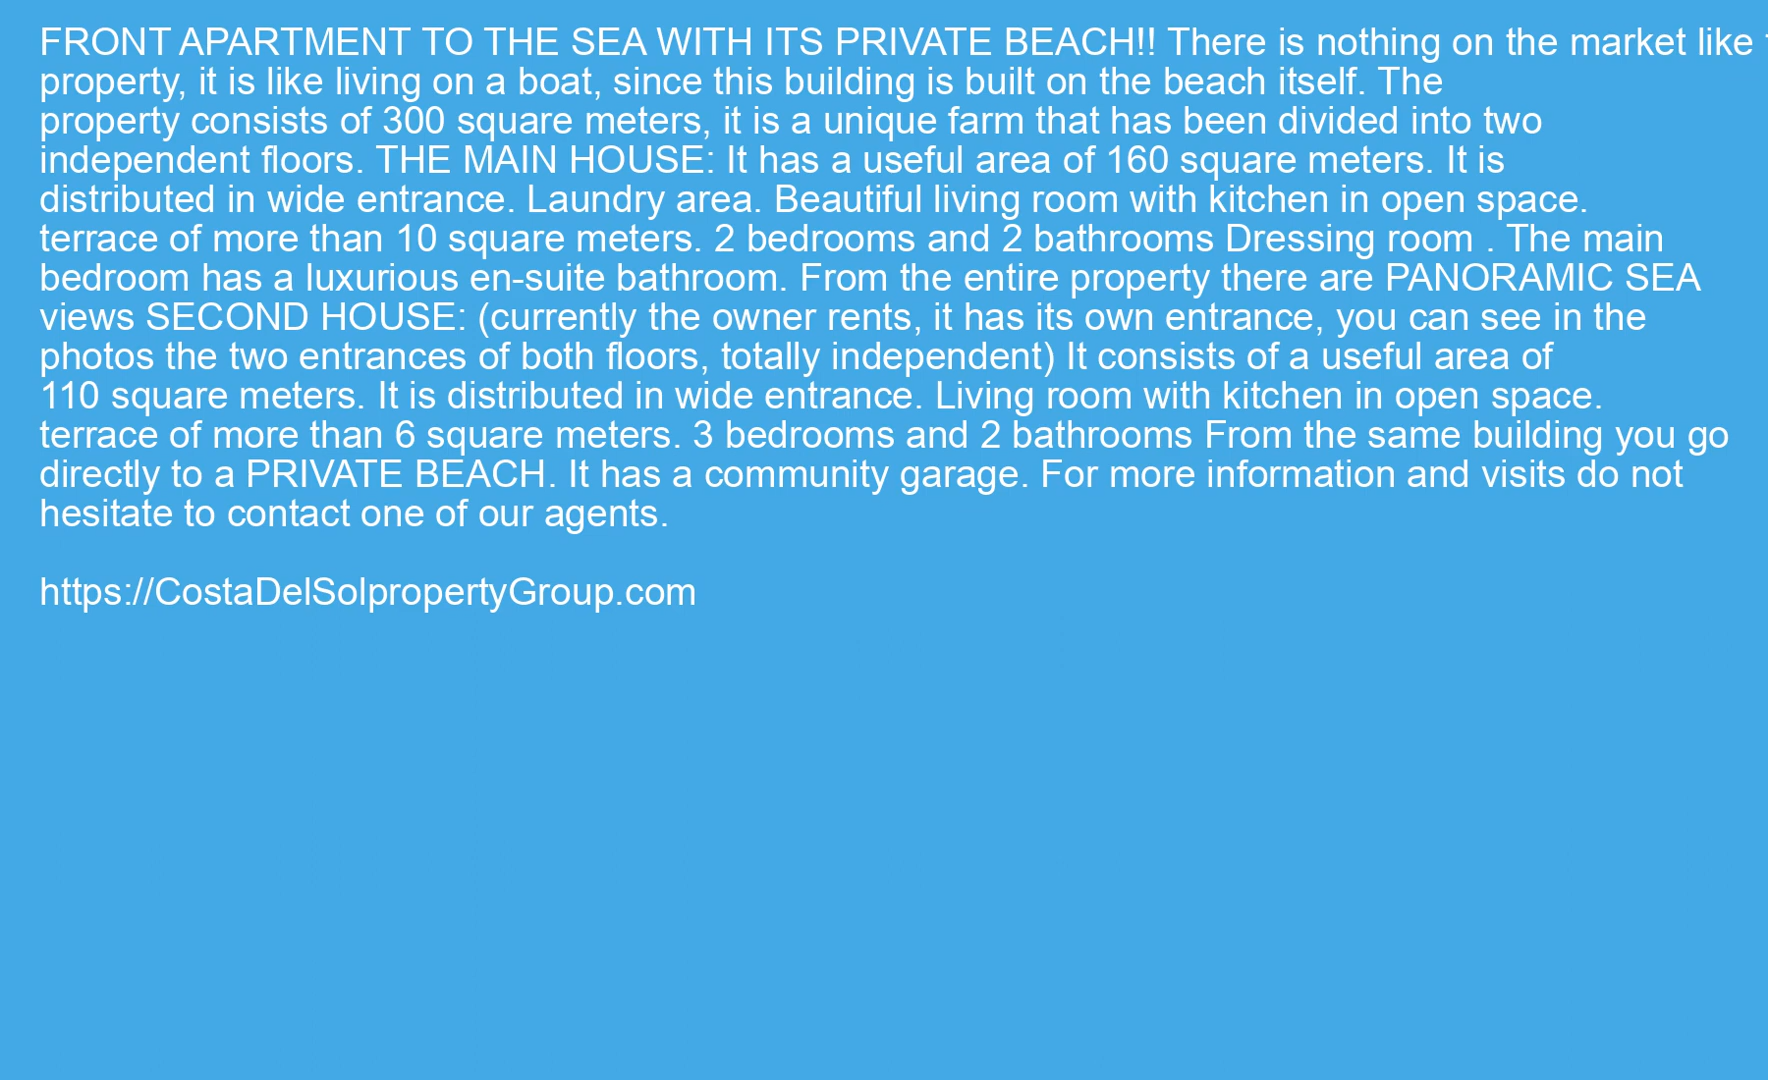 FRONT APARTMENT TO THE SEA WITH ITS PRIVATE BEACH!! There is nothing on the market like
property, it is like living on a boat, since this building is built on the beach itself. The
property consists of 300 square meters, it is a unique farm that has been divided into two
independent floors. THE MAIN HOUSE: It has a useful area of 160 square meters. It is
distributed in wide entrance. Laundry area. Beautiful living room with kitchen in open space.
terrace of more than 10 square meters. 2 bedrooms and 2 bathrooms Dressing room . The main
bedroom has a luxurious en-suite bathroom. From the entire property there are PANORAMIC SEA
views SECOND HOUSE: (currently the owner rents, it has its own entrance, you can see in the
photos the two entrances of both floors, totally independent) It consists of a useful area of
110 square meters. It is distributed in wide entrance. Living room with kitchen in open space.
terrace of more than 6 square meters. 3 bedrooms and 2 bathrooms From the same building you go
directly to a PRIVATE BEACH. It has a community garage. For more information and visits do not
hesitate to contact one of our agents.
https://CostaDelSolpropertyGroup.com